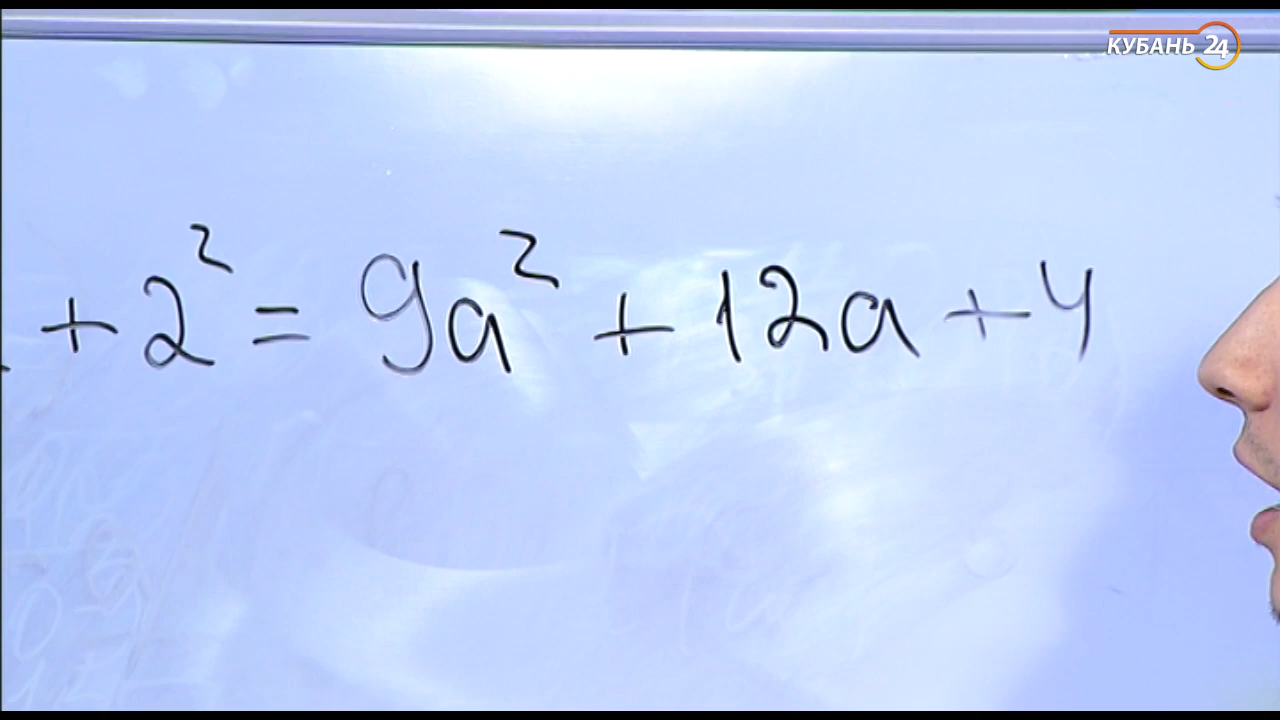 КУБАНЬ 24
+ 2² = 9a² + 12a + 4